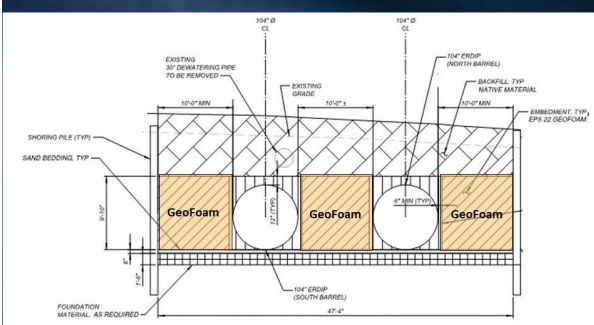 104" Ø
CL
104" Ø
CL
EXISTING
30" DEWATERING PIPE
TO BE REMOVED
104" ERDIP
(NORTH BARREL)
BACKFILL, TYP
NATIVE MATERIAL
EXISTING
GRADE
10'-0" MIN
10'-0" ±
10'-0" MIN
EMBEDMENT, TYP
EPS 22 GEOFOAM
SHORING PILE (TYP)
SAND BEDDING, TYP
GeoFoam
GeoFoam
GeoFoam
12" (TYP)
6" MIN (TYP)
9'-10"
6"
1'-6"
104" ERDIP
(SOUTH BARREL)
FOUNDATION
MATERIAL, AS REQUIRED
47'-4"